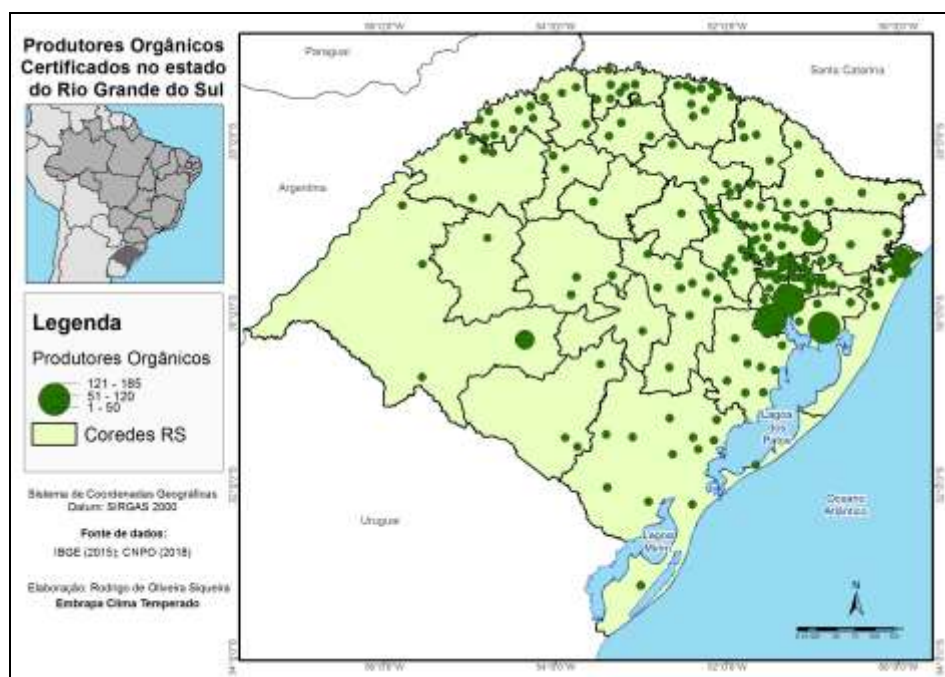 Produtores Orgânicos
Certificados no estado
do Rio Grande do Sul
Legenda
Produtores Orgânicos
121 - 185
51 - 120
1 - 50
Coredes RS
Sistema de Coordenadas Geográficas
Datum: SIRGAS 2000
Fonte de dados:
IBGE (2015); CNPO (2018)
Elaboração: Rodrigo de Oliveira Siqueira
Embrapa Clima Temperado
Paraguai
Santa Catarina
Argentina
Uruguai
Lagoa
dos
Patos
Lagoa
Mirim
Oceano
Atlântico
N